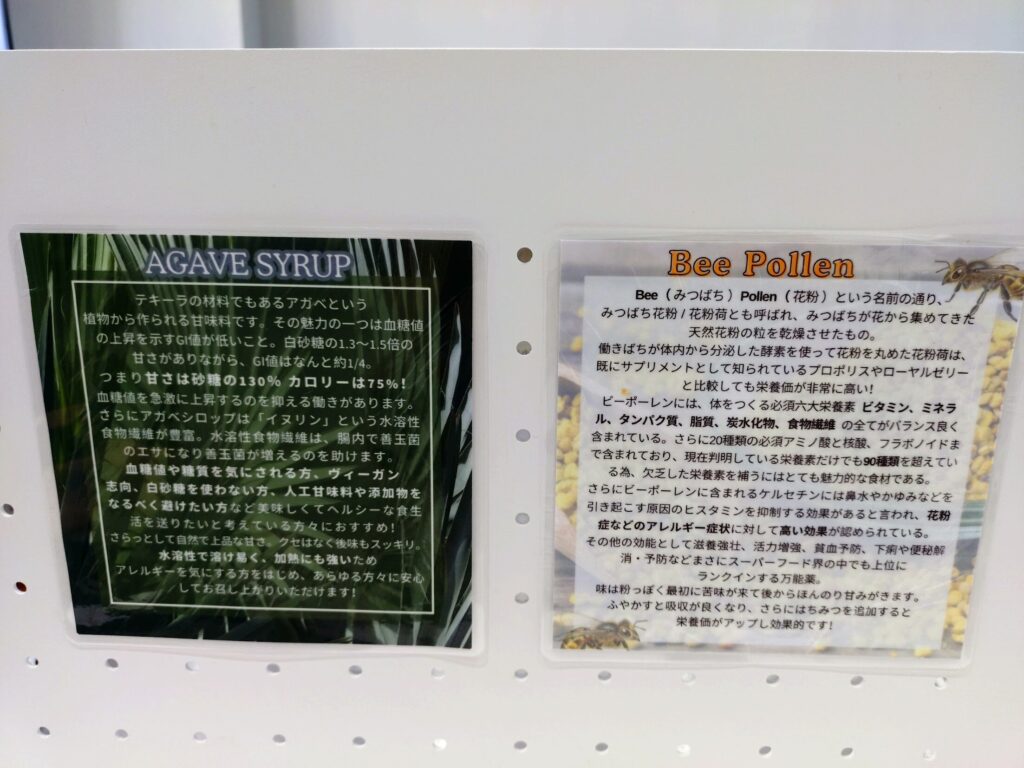 AGAVE SYRUP
テキーラの材料でもあるアガベという
植物から作られる甘味料です。その魅力の一つは血糖値
の上昇を示すGI値が低いこと。白砂糖の1.3〜1.5倍の
甘さがありながら、GI値はなんと約1/4。
つまり甘さは砂糖の130% カロリーは75%!
血糖値を急激に上昇するのを抑える働きがあります。
さらにアガベシロップは「イヌリン」という水溶性
食物繊維が豊富。水溶性食物繊維は、腸内で善玉菌
のエサになり善玉菌が増えるのを助けます。
血糖値や糖質を気にされる方、ヴィーガン
志向、白砂糖を使わない方、人工甘味料や添加物を
なるべく避けたい方など美味しくてヘルシーな食生
活を送りたいと考えている方々におすすめ!
さらっとして自然で上品な甘さ。クセはなく後味もスッキリ。
水溶性で溶け易く、加熱にも強いため
アレルギーを気にする方をはじめ、あらゆる方々に安心
してお召し上がりいただけます!
Bee Pollen
Bee(みつばち)Pollen(花粉)という名前の通り、
みつばち花粉/花粉荷とも呼ばれ、みつばちが花から集めてきた
天然花粉の粒を乾燥させたもの。
働きばちが体内から分泌した酵素を使って花粉を丸めた花粉荷は、
既にサプリメントとして知られているプロポリスやローヤルゼリー
と比較しても栄養価が非常に高い!
ビーポーレンには、体をつくる必須六大栄養素 ビタミン、ミネラ
ル、タンパク質、脂質、炭水化物、食物繊維 の全てがバランス良く
含まれている。さらに20種類の必須アミノ酸と核酸、フラボノイドま
で含まれており、現在判明している栄養素だけでも90種類を超えてい
る為、欠乏した栄養素を補うにはとても魅力的な食材である。
さらにビーポーレンに含まれるケルセチンには鼻水やかゆみなどを
引き起こす原因のヒスタミンを抑制する効果があると言われ、花粉
症などのアレルギー症状に対して高い効果が認められている。
その他の効能として滋養強壮、活力増強、貧血予防、下痢や便秘解
消・予防などまさにスーパーフード界の中でも上位に
ランクインする万能薬。
味は粉っぽく最初に苦味が来て後からほんのり甘みがきます。
ふやかすと吸収が良くなり、さらにはちみつを追加すると
栄養価がアップし効果的です!